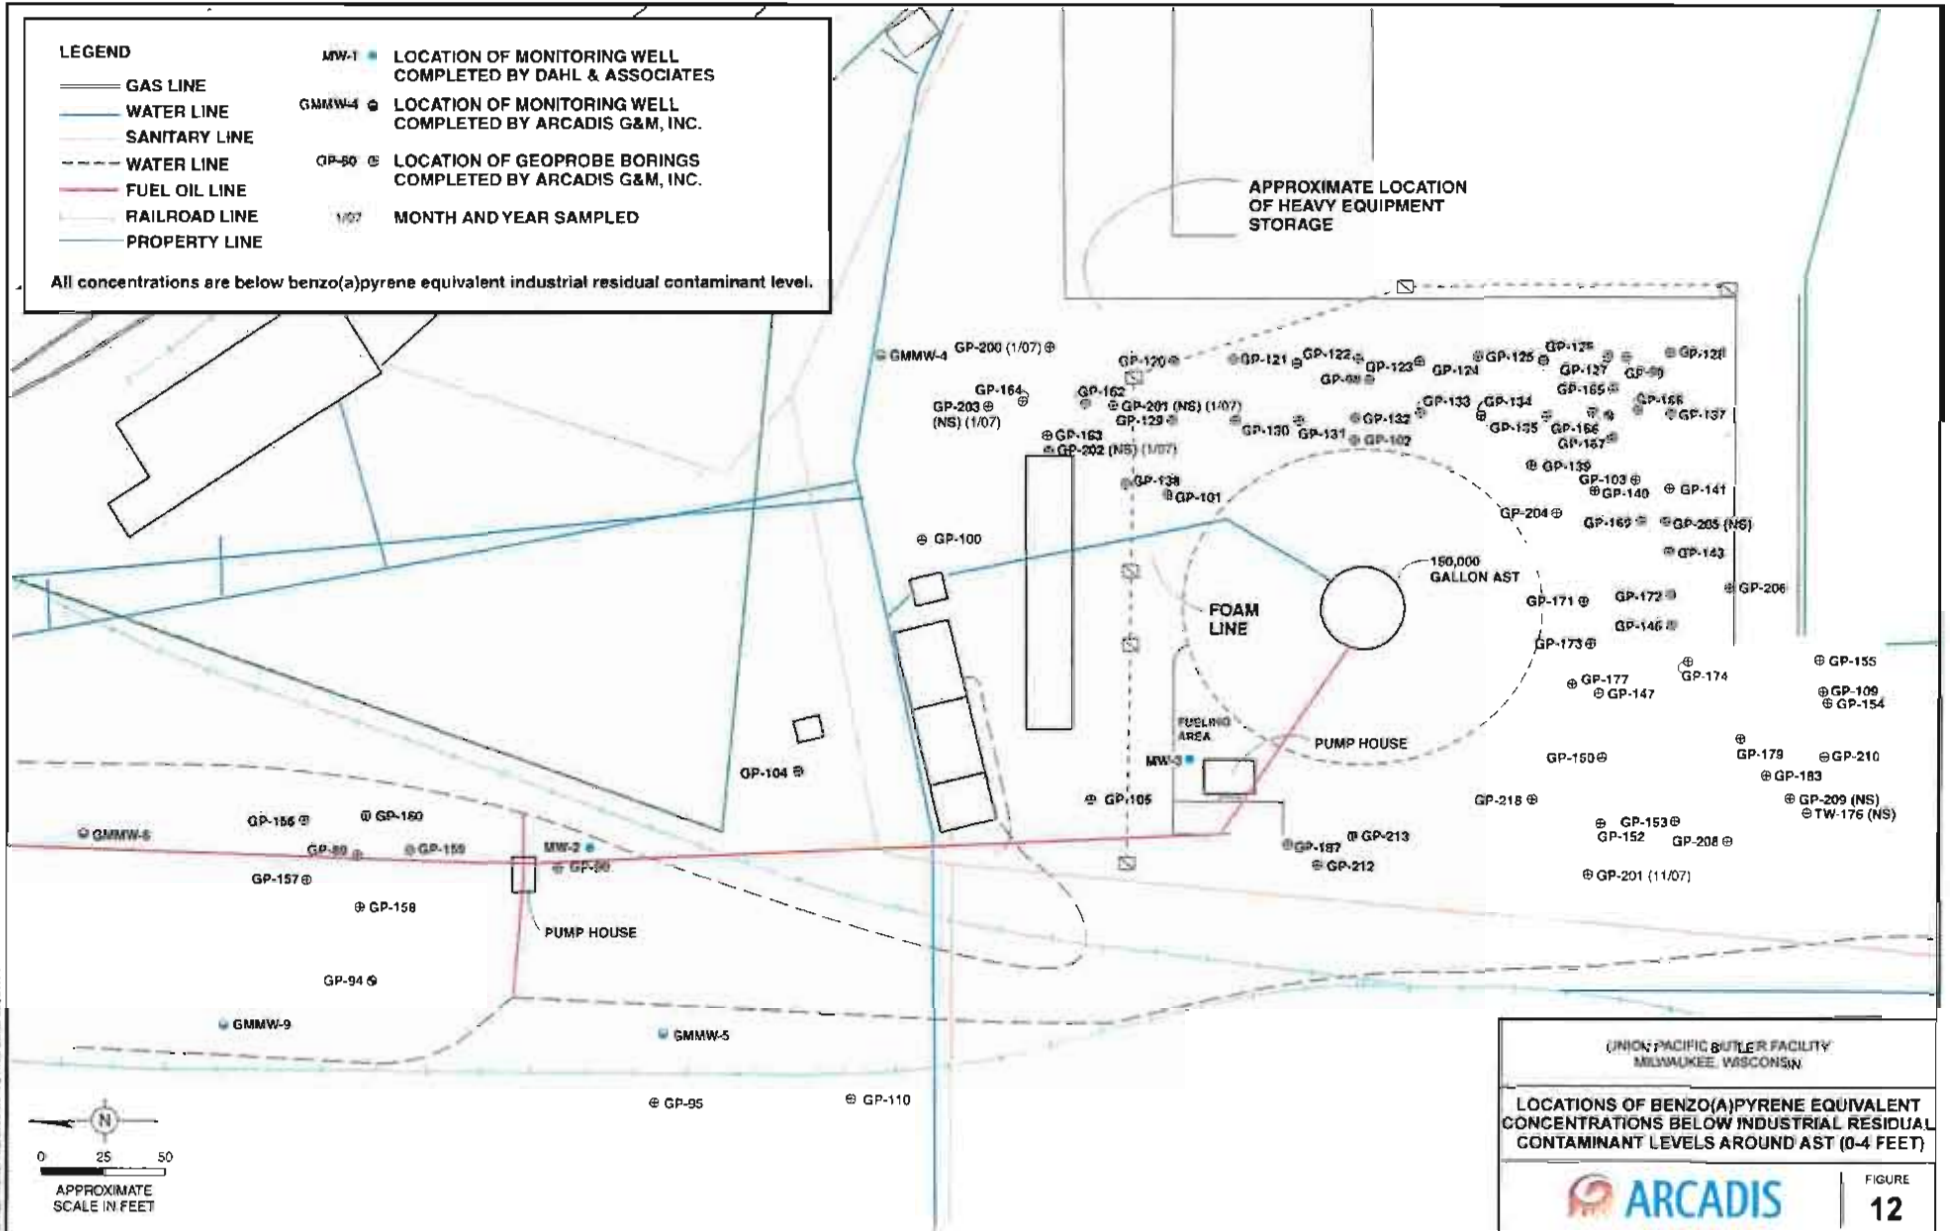 LEGEND
GAS LINE
WATER LINE
SANITARY LINE
WATER LINE
FUEL OIL LINE
RAILROAD LINE
PROPERTY LINE
MW-1 LOCATION OF MONITORING WELL
COMPLETED BY DAHL & ASSOCIATES
GMMW-4 LOCATION OF MONITORING WELL
COMPLETED BY ARCADIS G&M, INC.
LOCATION OF GEOPROBE BORINGS
COMPLETED BY ARCADIS G&M, INC.
1/07 MONTH AND YEAR SAMPLED
All concentrations are below benzo(a)pyrene equivalent industrial residual contaminant level.
APPROXIMATE LOCATION
OF HEAVY EQUIPMENT
STORAGE
GMMW-4
GP-200 (1/07)
GP-120
GP-121
GP-122
GP-123
GP-124
GP-125
GP-127
GP-164
GP-203
(NS) (1/07)
GP-162
GP-201 (NS) (1/07)
GP-129
GP-130
GP-131
GP-132
GP-102
GP-133
GP-134
GP-135
GP-165
GP-166
GP-137
GP-167
GP-163
GP-202 (NS) (1/07)
GP-138
GP-101
GP-139
GP-103
GP-140
GP-141
GP-204
GP-169
GP-205 (NS)
GP-143
GP-100
150,000
GALLON AST
FOAM
LINE
GP-171
GP-172
GP-206
GP-146
GP-173
GP-174
GP-155
GP-177
GP-147
GP-109
GP-154
FUELING
AREA
PUMP HOUSE
MW-3
GP-104
GP-105
GP-150
GP-179
GP-210
GP-183
GP-218
GP-209 (NS)
TW-176 (NS)
GP-153
GP-152
GP-208
GP-213
GP-187
GP-212
GP-201 (11/07)
GP-156
GP-160
GMMW-6
GP-89
GP-159
MW-2
GP-90
GP-157
GP-158
PUMP HOUSE
GP-94
GMMW-9
GMMW-5
GP-95
GP-110
N
0 25 50
APPROXIMATE
SCALE IN FEET
UNION PACIFIC BUTLER FACILITY
MILWAUKEE, WISCONSIN
LOCATIONS OF BENZO(A)PYRENE EQUIVALENT
CONCENTRATIONS BELOW INDUSTRIAL RESIDUAL
CONTAMINANT LEVELS AROUND AST (0-4 FEET)
ARCADIS
FIGURE
12